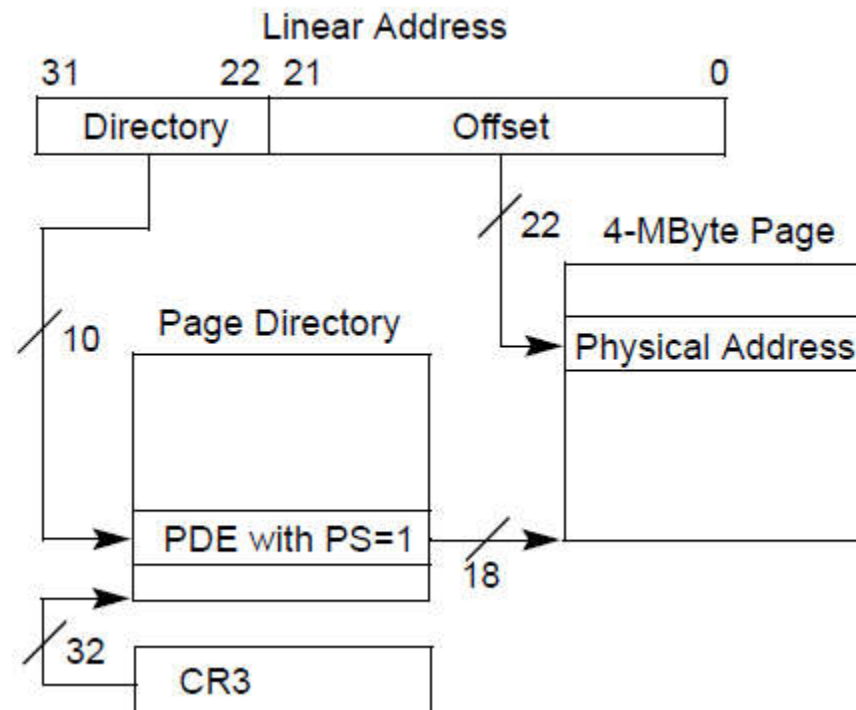 Linear Address
31 22 21 0
Directory Offset
22
4-MByte Page
10
Page Directory
Physical Address
PDE with PS=1
18
32
CR3